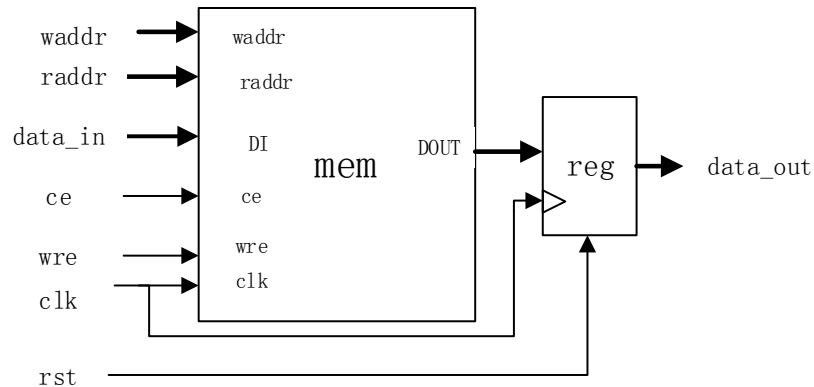 waddr
raddr
data_in
ce
wre
clk
rst
waddr
raddr
DI
ce
wre
clk
mem
DOUT
reg
data_out